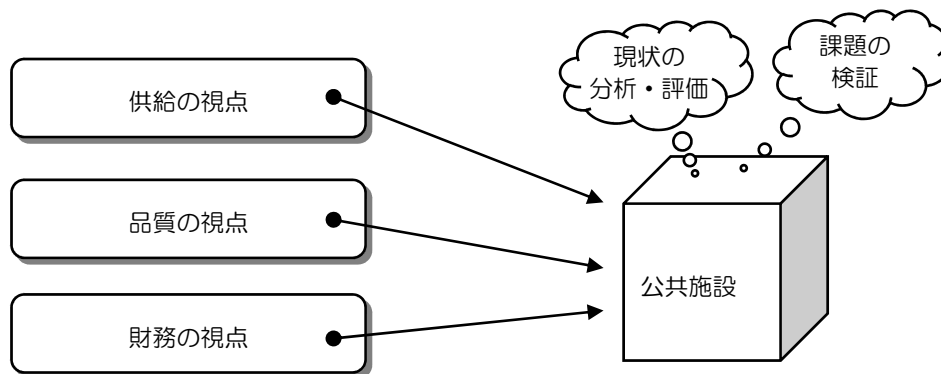 現状の
分析・評価
課題の
検証
供給の視点
品質の視点
財務の視点
公共施設